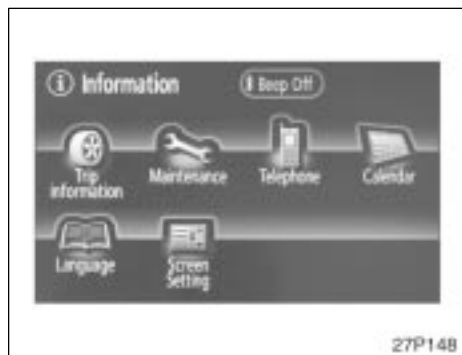 i Information
Beep Off
Trip
information
Maintenance
Telephone
Calendar
Language
Screen
Setting
27P148